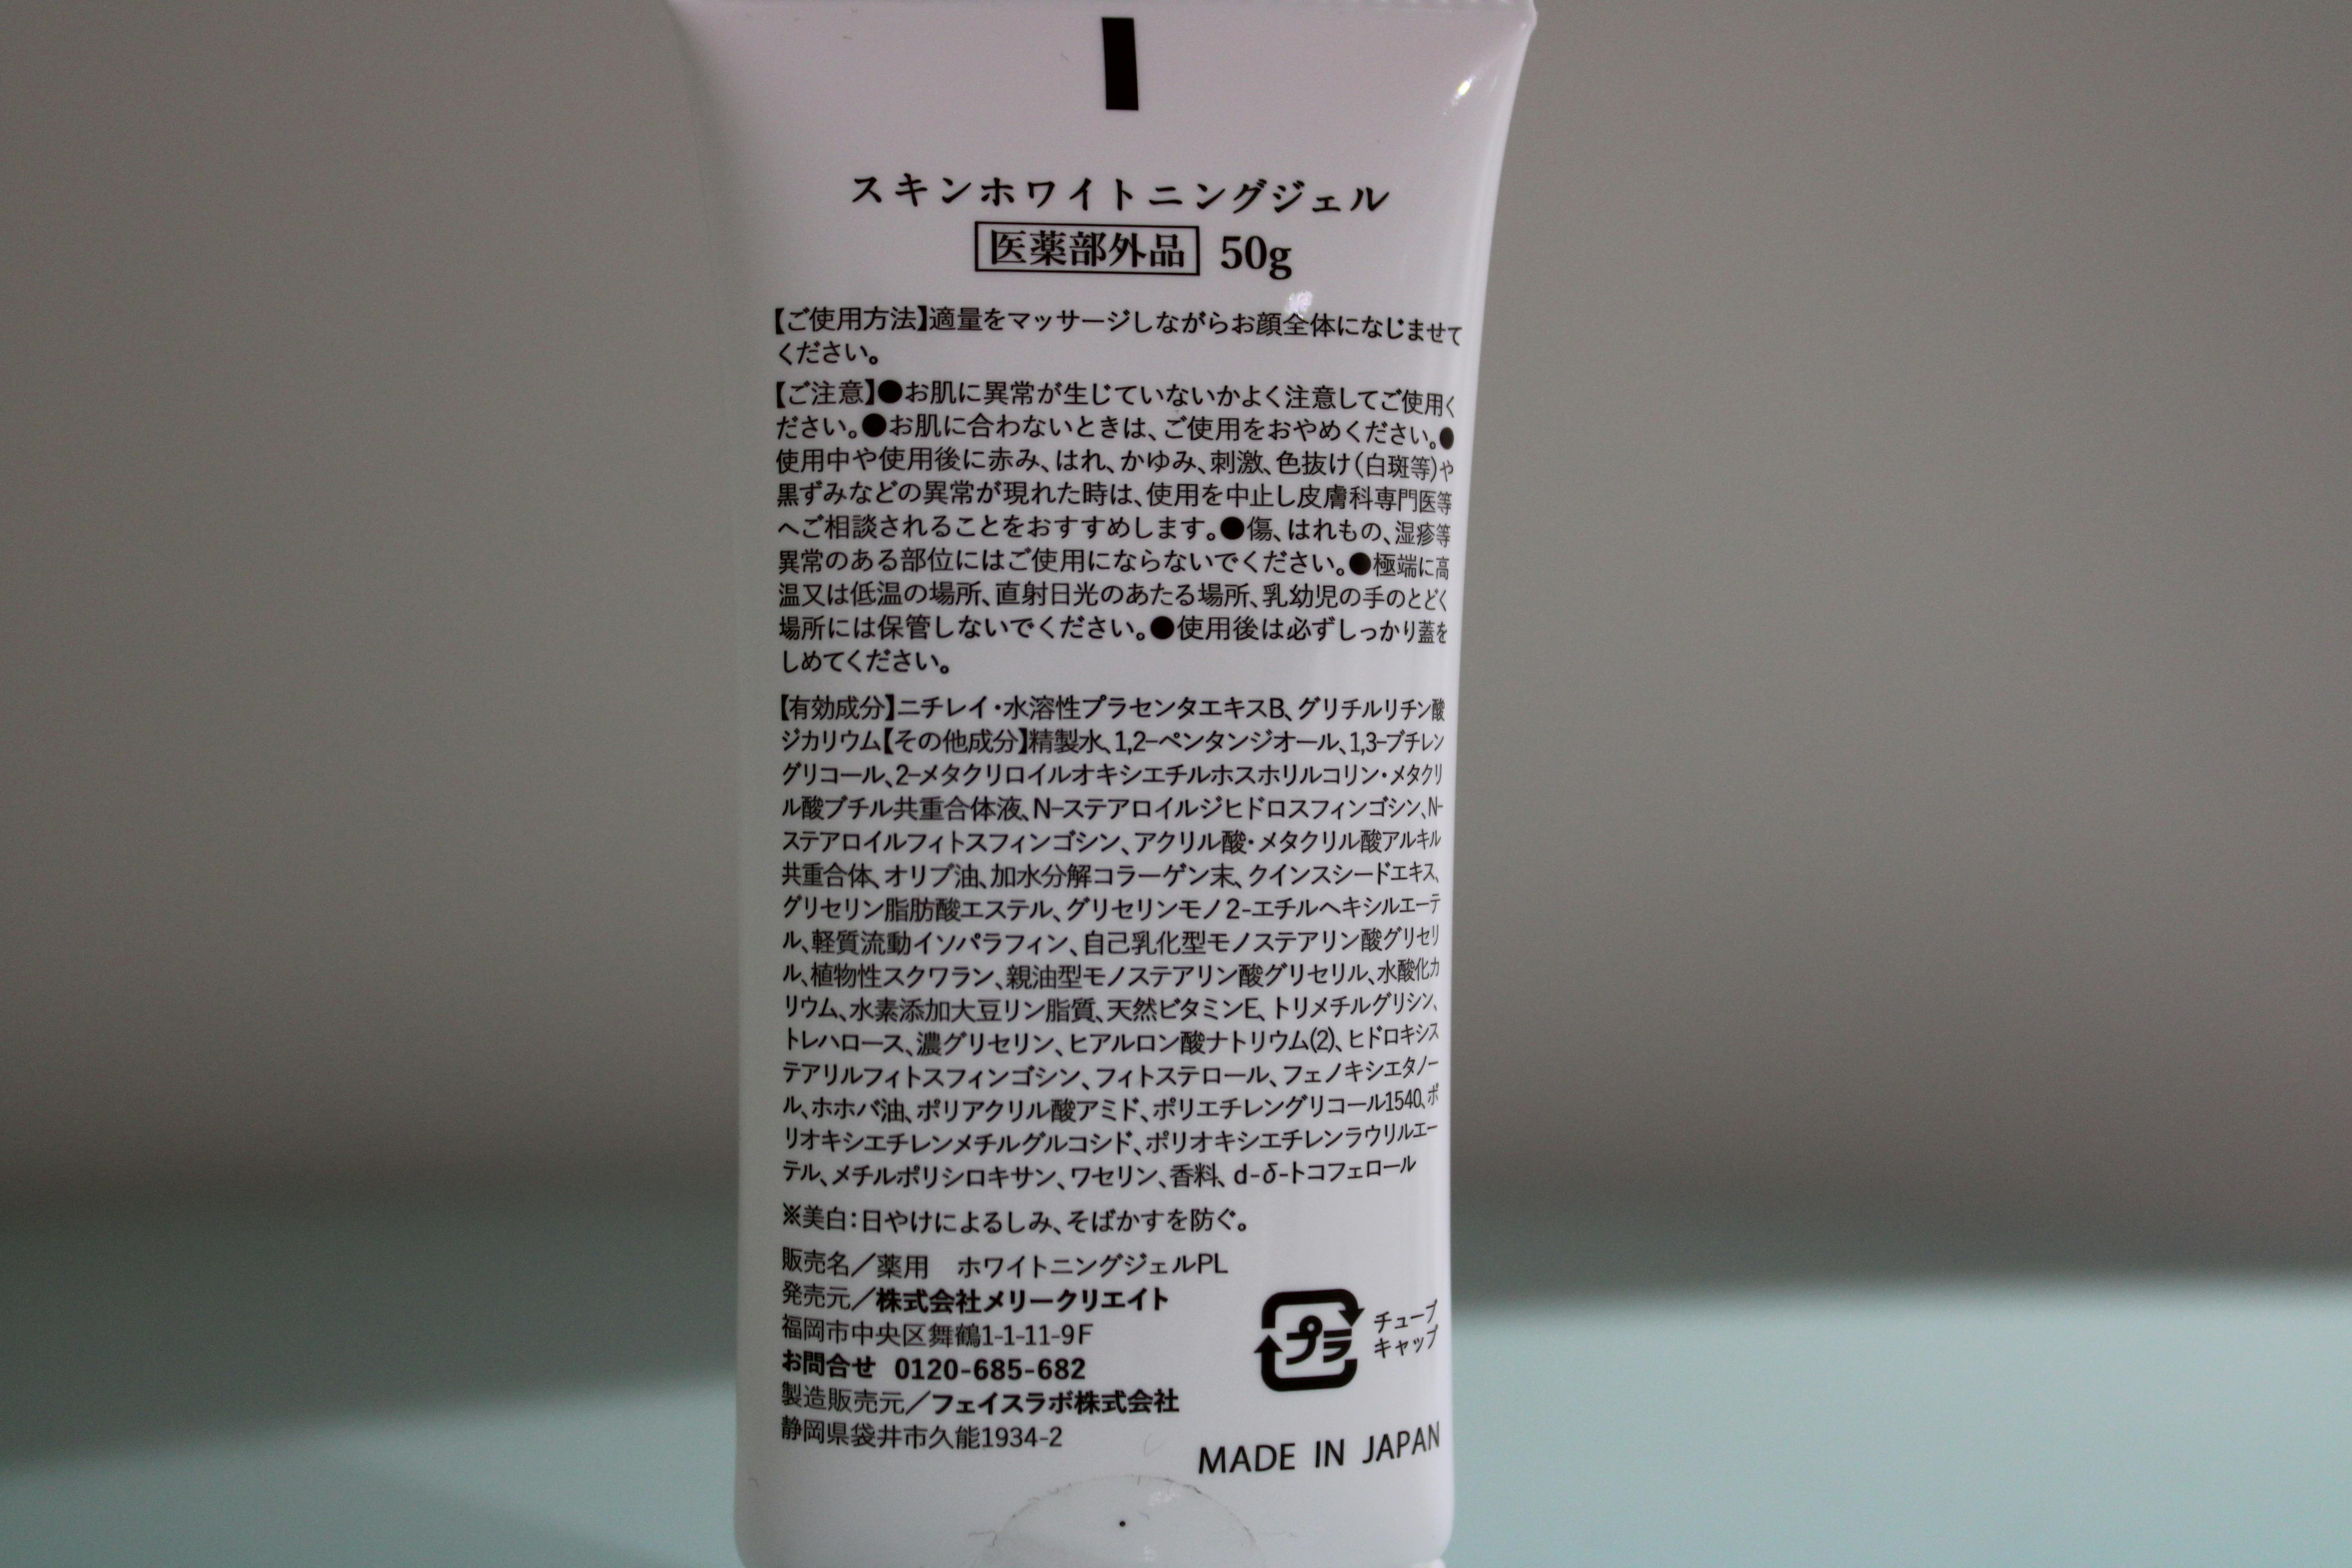 スキンホワイトニングジェル
医薬部外品 50g
【ご使用方法】適量をマッサージしながらお顔全体になじませて
ください。
【ご注意】●お肌に異常が生じていないかよく注意してご使用く
ださい。●お肌に合わないときは、ご使用をおやめください。●
使用中や使用後に赤み、はれ、かゆみ、刺激、色抜け(白斑等)や
黒ずみなどの異常が現れた時は、使用を中止し皮膚科専門医等
へご相談されることをおすすめします。●傷、はれもの、湿疹等
異常のある部位にはご使用にならないでください。●極端に高
温又は低温の場所、直射日光のあたる場所、乳幼児の手のとどく
場所には保管しないでください。●使用後は必ずしっかり蓋を
しめてください。
【有効成分】ニチレイ・水溶性プラセンタエキスB、グリチルリチン酸
ジカリウム【その他成分】精製水、1,2-ペンタンジオール、1,3-ブチレン
グリコール、2-メタクリロイルオキシエチルホスホリルコリン・メタクリ
ル酸ブチル共重合体液、N-ステアロイルジヒドロスフィンゴシン、N-
ステアロイルフィトスフィンゴシン、アクリル酸・メタクリル酸アルキル
共重合体、オリブ油、加水分解コラーゲン末、クインスシードエキス、
グリセリン脂肪酸エステル、グリセリンモノ2-エチルヘキシルエーテ
ル、軽質流動イソパラフィン、自己乳化型モノステアリン酸グリセリ
ル、植物性スクワラン、親油型モノステアリン酸グリセリル、水酸化カ
リウム、水素添加大豆リン脂質、天然ビタミンE、トリメチルグリシン、
トレハロース、濃グリセリン、ヒアルロン酸ナトリウム(2)、ヒドロキシス
テアリルフィトスフィンゴシン、フィトステロール、フェノキシエタノー
ル、ホホバ油、ポリアクリル酸アミド、ポリエチレングリコール1540、ポ
リオキシエチレンメチルグルコシド、ポリオキシエチレンラウリルエー
テル、メチルポリシロキサン、ワセリン、香料、d-δ-トコフェロール
※美白:日やけによるしみ、そばかすを防ぐ。
販売名/薬用 ホワイトニングジェルPL
発売元/株式会社メリークリエイト
福岡市中央区舞鶴1-1-11-9F
お問合せ 0120-685-682
製造販売元/フェイスラボ株式会社
静岡県袋井市久能1934-2
プラ
チューブ
キャップ
MADE IN JAPAN